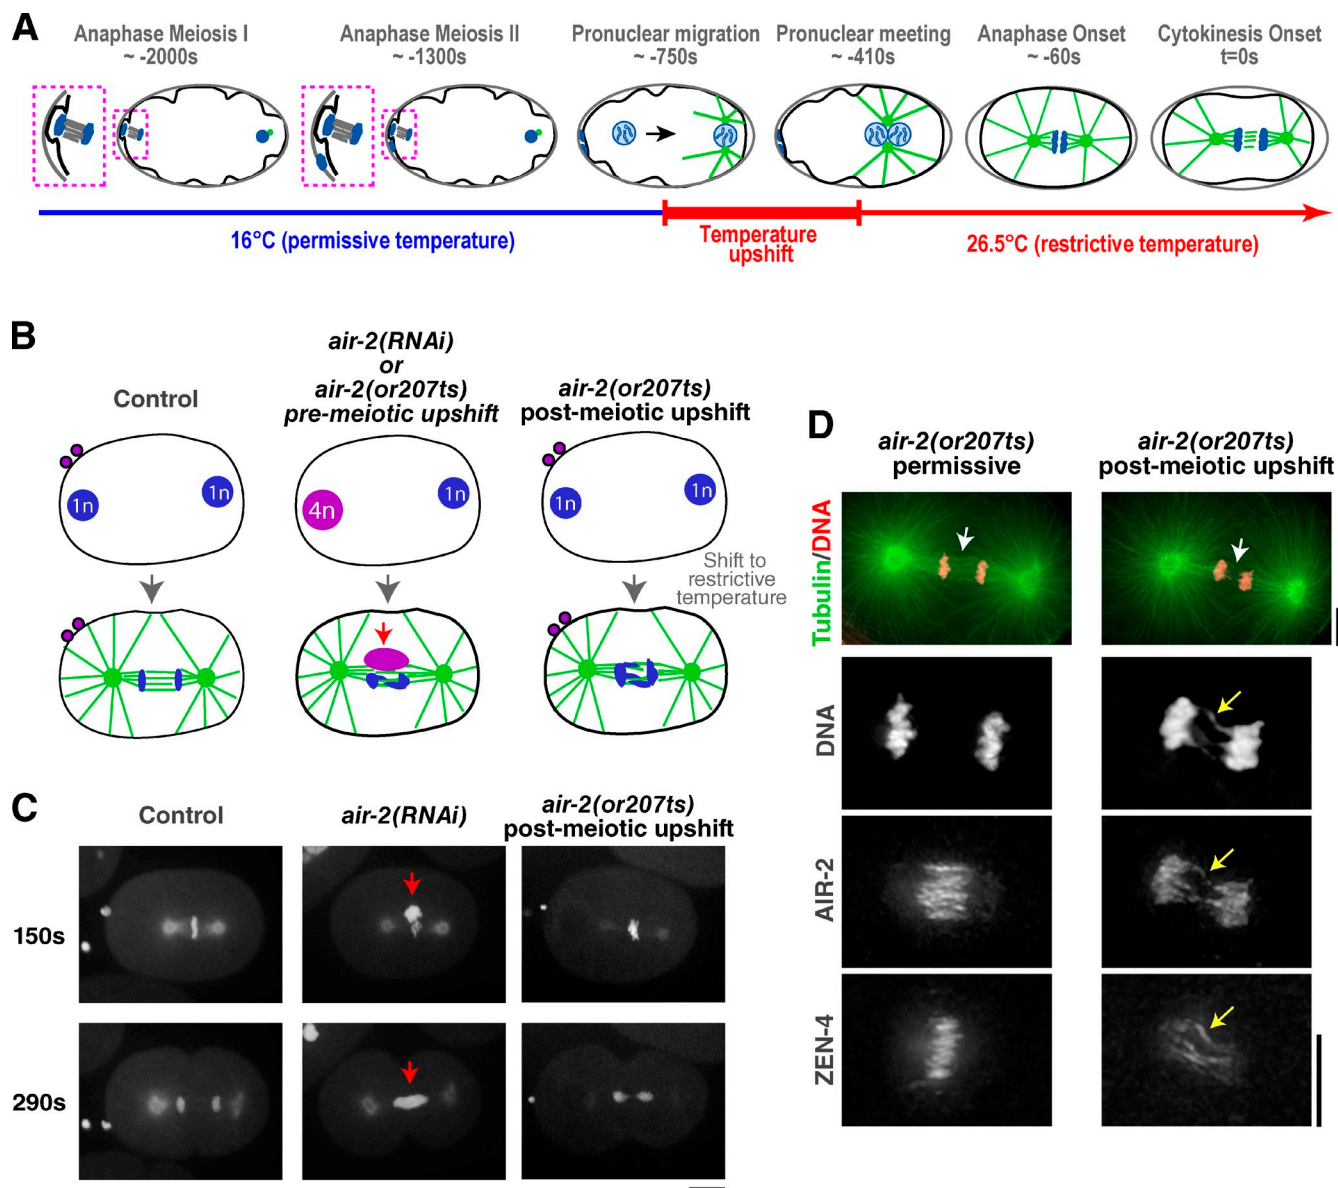 A
Anaphase Meiosis I
~ -2000s
Anaphase Meiosis II
~ -1300s
Pronuclear migration
~ -750s
Pronuclear meeting
~ -410s
Anaphase Onset
~ -60s
Cytokinesis Onset
t=0s
16°C (permissive temperature)
Temperature
upshift
26.5°C (restrictive temperature)
B
Control
air-2(RNAi)
or
air-2(or207ts)
pre-meiotic upshift
air-2(or207ts)
post-meiotic upshift
1n
1n
4n
1n
1n
1n
Shift to
restrictive
temperature
C
Control
air-2(RNAi)
air-2(or207ts)
post-meiotic upshift
150s
290s
D
air-2(or207ts)
permissive
air-2(or207ts)
post-meiotic upshift
Tubulin/DNA
DNA
AIR-2
ZEN-4